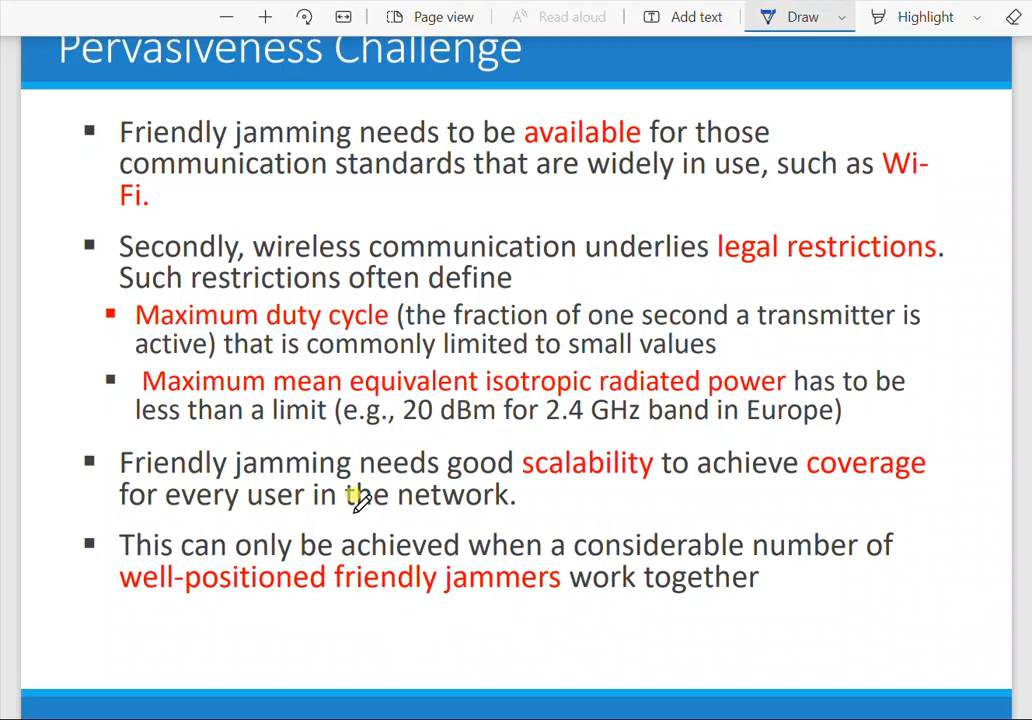 Page view
Read aloud
Add text
Draw
Highlight
Pervasiveness Challenge
Friendly jamming needs to be available for those
communication standards that are widely in use, such as Wi-
Fi.
Secondly, wireless communication underlies legal restrictions.
Such restrictions often define
Maximum duty cycle (the fraction of one second a transmitter is
active) that is commonly limited to small values
Maximum mean equivalent isotropic radiated power has to be
less than a limit (e.g., 20 dBm for 2.4 GHz band in Europe)
Friendly jamming needs good scalability to achieve coverage
for every user in the network.
This can only be achieved when a considerable number of
well-positioned friendly jammers work together